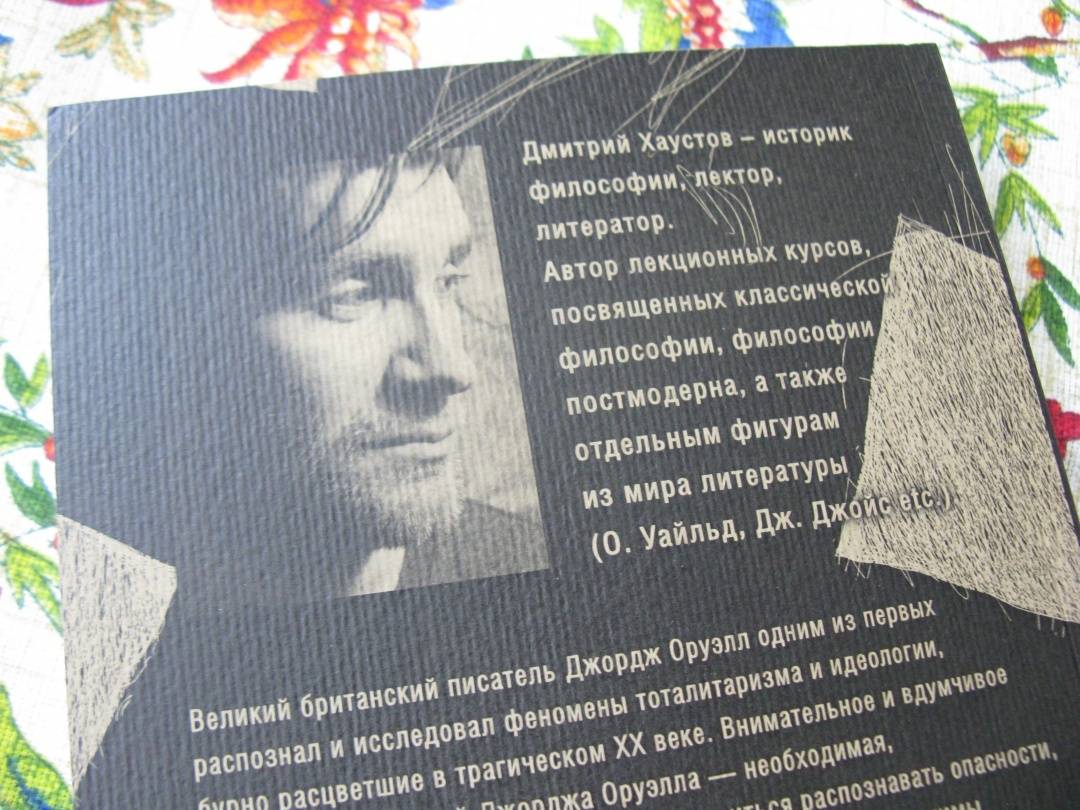 Дмитрий Хаустов – историк
философии, лектор,
литератор.
Автор лекционных курсов,
посвященных классической
философии, философии
постмодерна, а также
отдельным фигурам
из мира литературы
(О. Уайльд, Дж. Джойс etc.).
Великий британский писатель Джордж Оруэлл одним из первых
распознал и исследовал феномены тоталитаризма и идеологии,
бурно расцветшие в трагическом XX веке. Внимательное и вдумчивое
Джорджа Оруэлла — необходимая,
распознавать опасности,